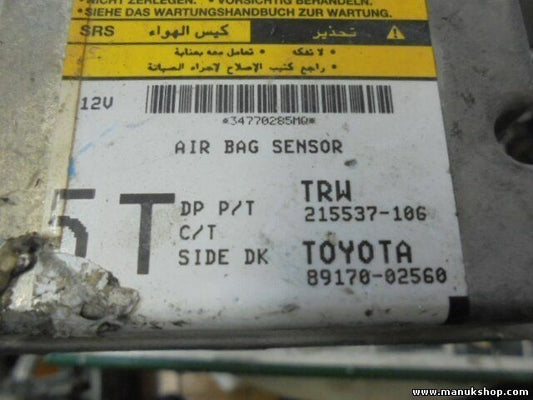 •NICHT ZERLEGEN. •VORSICHTIG BEHANDELN.
•SIEHE DAS WARTUNGSHANDBUCH ZUR WARTUNG.
SRS كيس الهواء تحذير
• لا تفكه • تعامل معه بعناية
• راجع كتيب الإصلاح لإجراء الصيانة
12V
*34770285MQ*
AIR BAG SENSOR
5T
DP P/T TRW
215537-106
C/T
SIDE DK TOYOTA
89170-02560
www.manukshop.com